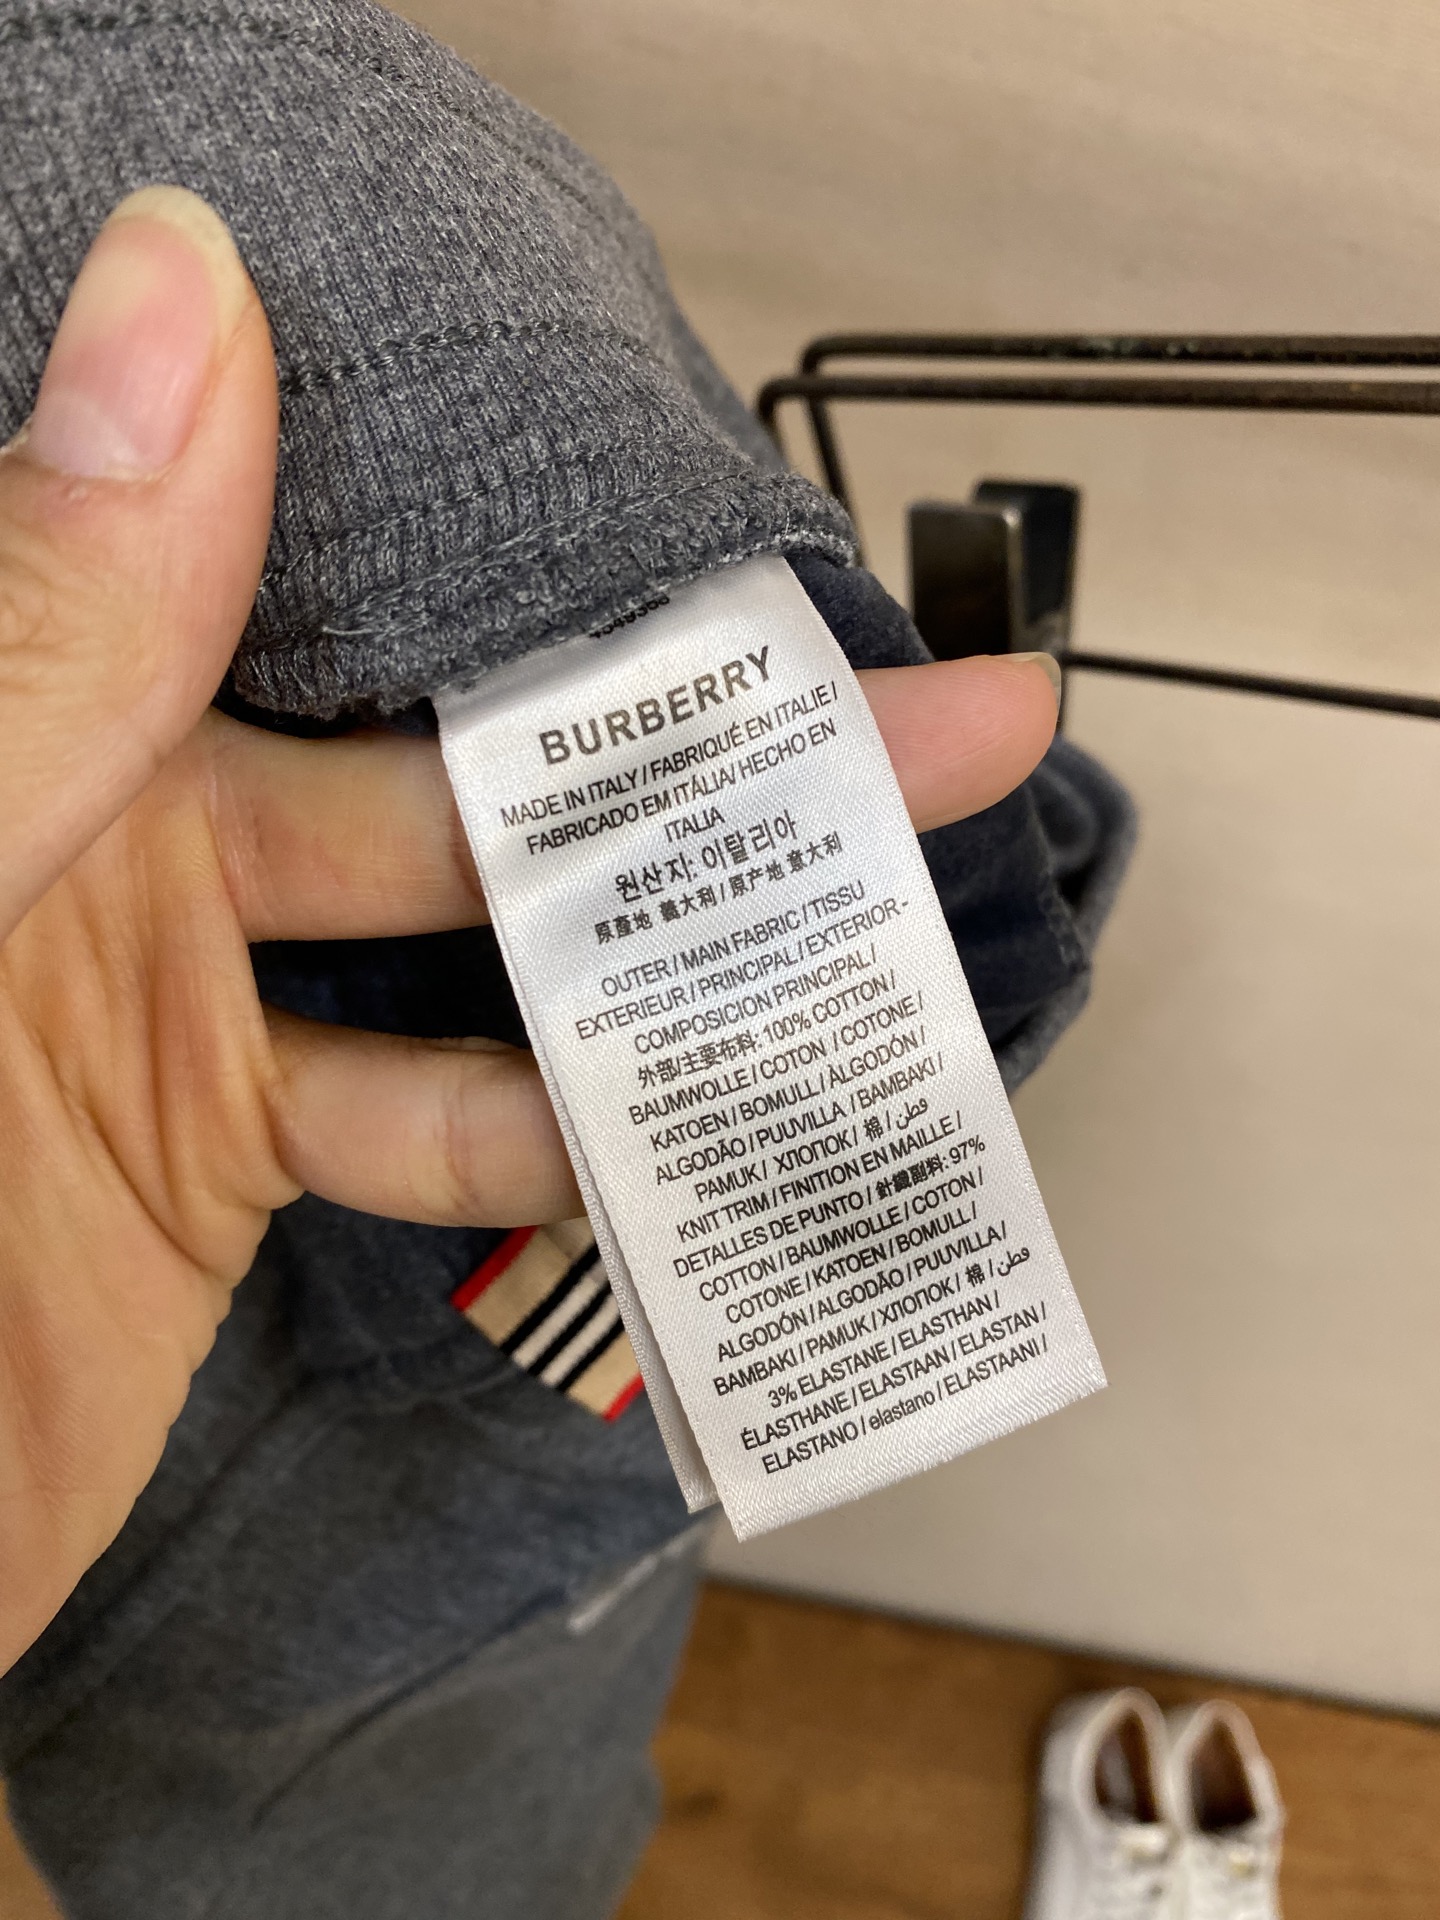 4549368
BURBERRY
MADE IN ITALY / FABRIQUÉ EN ITALIE /
FABRICADO EM ITÁLIA/ HECHO EN
ITALIA
원산지: 이탈리아
原產地 義大利 / 原产地 意大利
OUTER / MAIN FABRIC / TISSU
EXTERIEUR / PRINCIPAL / EXTERIOR-
COMPOSICION PRINCIPAL /
外部/主要布料: 100% COTTON /
BAUMWOLLE / COTON / COTONE /
KATOEN / BOMULL / ALGODÓN /
ALGODÃO / PUUVILLA / BAMBAKI /
PAMUK / ХЛОПОК / 棉 / قطن
KNIT TRIM / FINITION EN MAILLE /
DETALLES DE PUNTO / 針織副料: 97%
COTTON / BAUMWOLLE / COTON /
COTONE / KATOEN / BOMULL /
ALGODÓN / ALGODÃO / PUUVILLA /
BAMBAKI / PAMUK / ХЛОПОК / 棉 / قطن
3% ELASTANE / ELASTHAN /
ÉLASTHANE / ELASTAAN / ELASTAN /
ELASTANO / elastano / ELASTAANI /